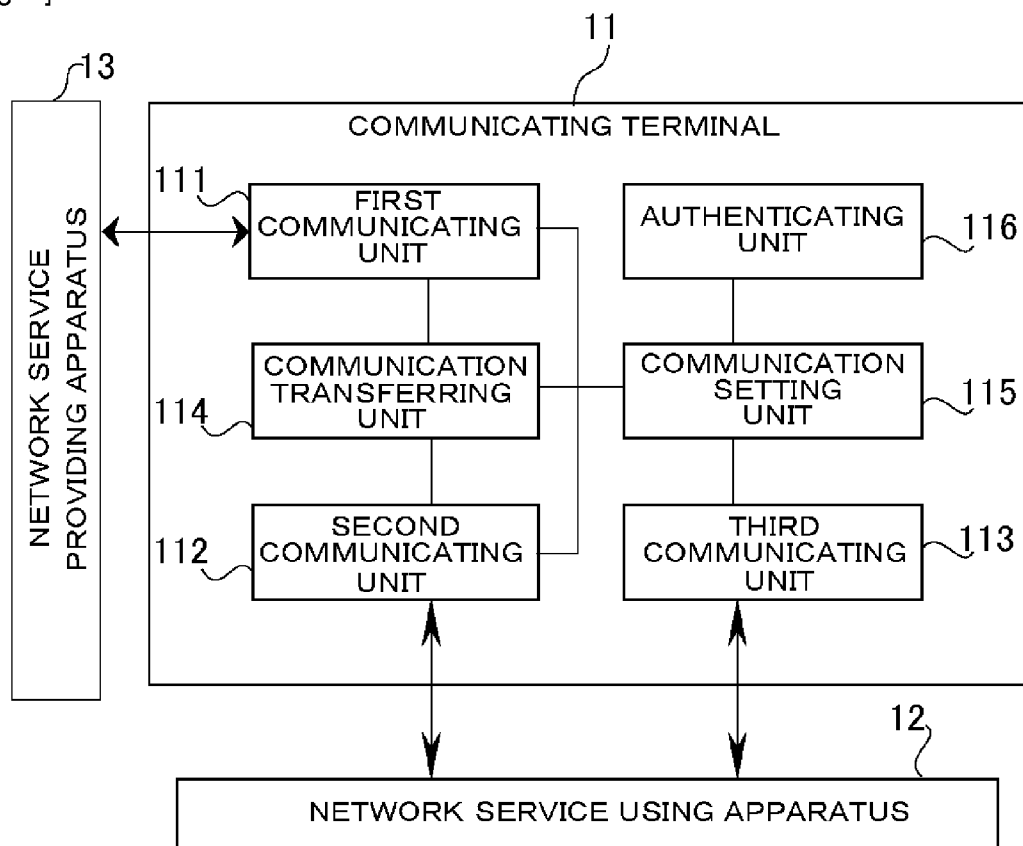 13
11
COMMUNICATING TERMINAL
NETWORK SERVICE
PROVIDING APPARATUS
111
FIRST
COMMUNICATING
UNIT
AUTHENTICATING
UNIT
116
COMMUNICATION
TRANSFERRING
UNIT
114
COMMUNICATION
SETTING
UNIT
115
SECOND
COMMUNICATING
UNIT
112
THIRD
COMMUNICATING
UNIT
113
12
NETWORK SERVICE USING APPARATUS